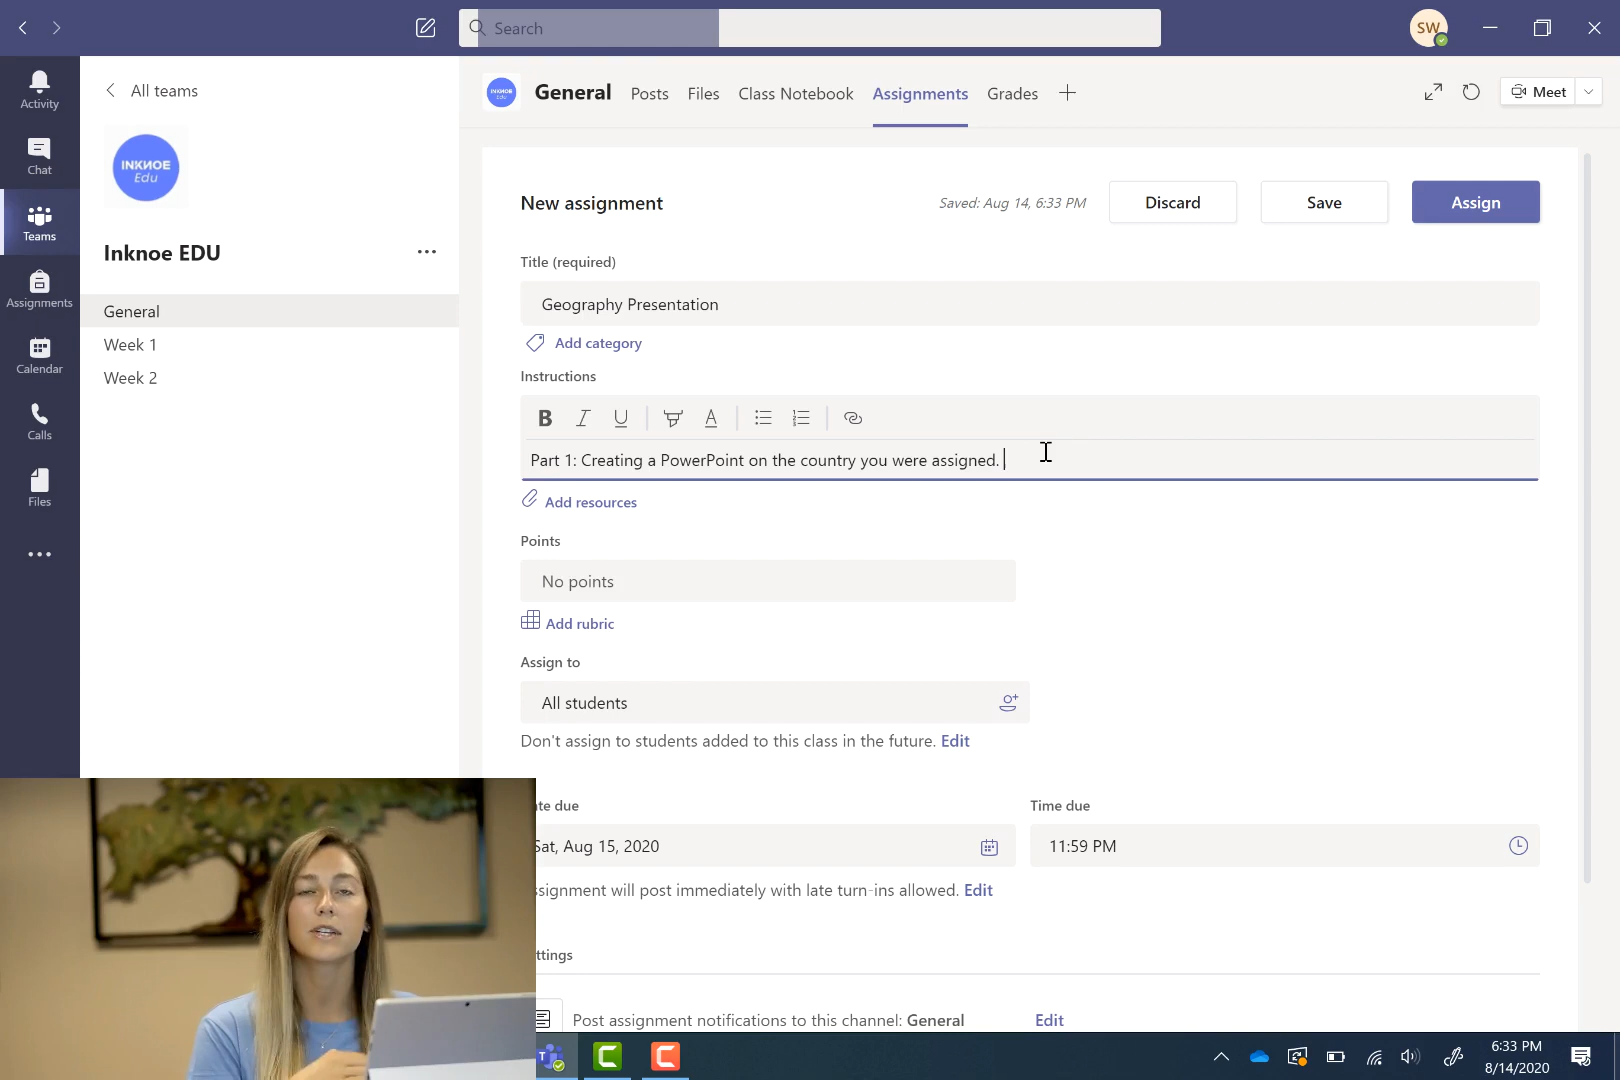 Search
SW
Activity
Chat
Teams
Assignments
Calendar
Calls
Files
All teams
INKNOE
Edu
Inknoe EDU
General
Week 1
Week 2
INKNOE
Edu
General
Posts
Files
Class Notebook
Assignments
Grades
Meet
New assignment
Saved: Aug 14, 6:33 PM
Discard
Save
Assign
Title (required)
Geography Presentation
Add category
Instructions
B I U A
Part 1: Creating a PowerPoint on the country you were assigned.
Add resources
Points
No points
Add rubric
Assign to
All students
Don't assign to students added to this class in the future. Edit
te due
Time due
Sat, Aug 15, 2020
11:59 PM
ssignment will post immediately with late turn-ins allowed. Edit
ttings
Post assignment notifications to this channel: General
Edit
T
C
C
6:33 PM
8/14/2020